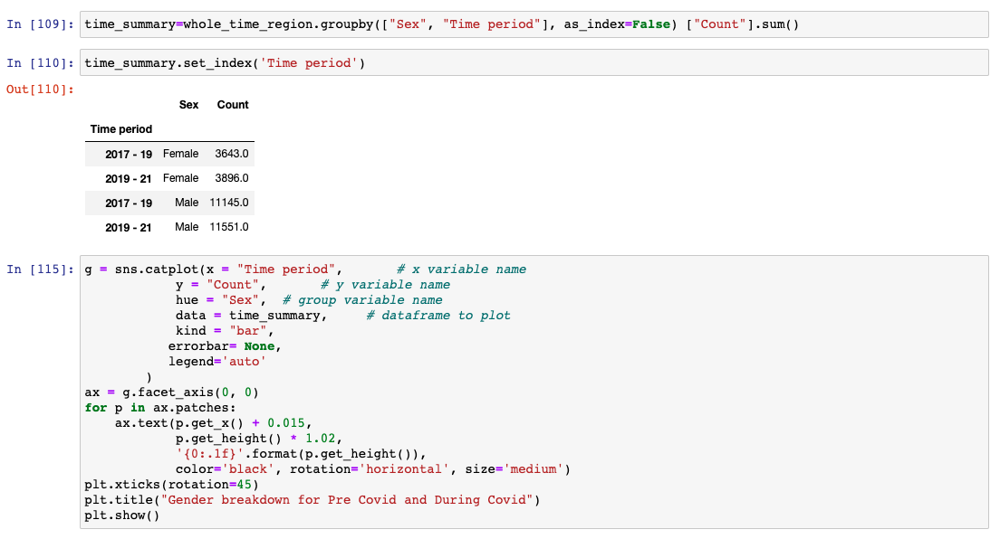 In [109]: time_summary=whole_time_region.groupby(["Sex", "Time period"], as_index=False) ["Count"].sum()
In [110]: time_summary.set_index('Time period')
Out[110]:
Sex Count
Time period
2017 - 19 Female 3643.0
2019 - 21 Female 3896.0
2017 - 19 Male 11145.0
2019 - 21 Male 11551.0
In [115]: g = sns.catplot(x = "Time period",       # x variable name
            y = "Count",       # y variable name
            hue = "Sex",  # group variable name
            data = time_summary,     # dataframe to plot
            kind = "bar",
           errorbar= None,
           legend='auto'
        )
ax = g.facet_axis(0, 0)
for p in ax.patches:
    ax.text(p.get_x() + 0.015,
            p.get_height() * 1.02,
            '{0:.1f}'.format(p.get_height()),
            color='black', rotation='horizontal', size='medium')
plt.xticks(rotation=45)
plt.title("Gender breakdown for Pre Covid and During Covid")
plt.show()